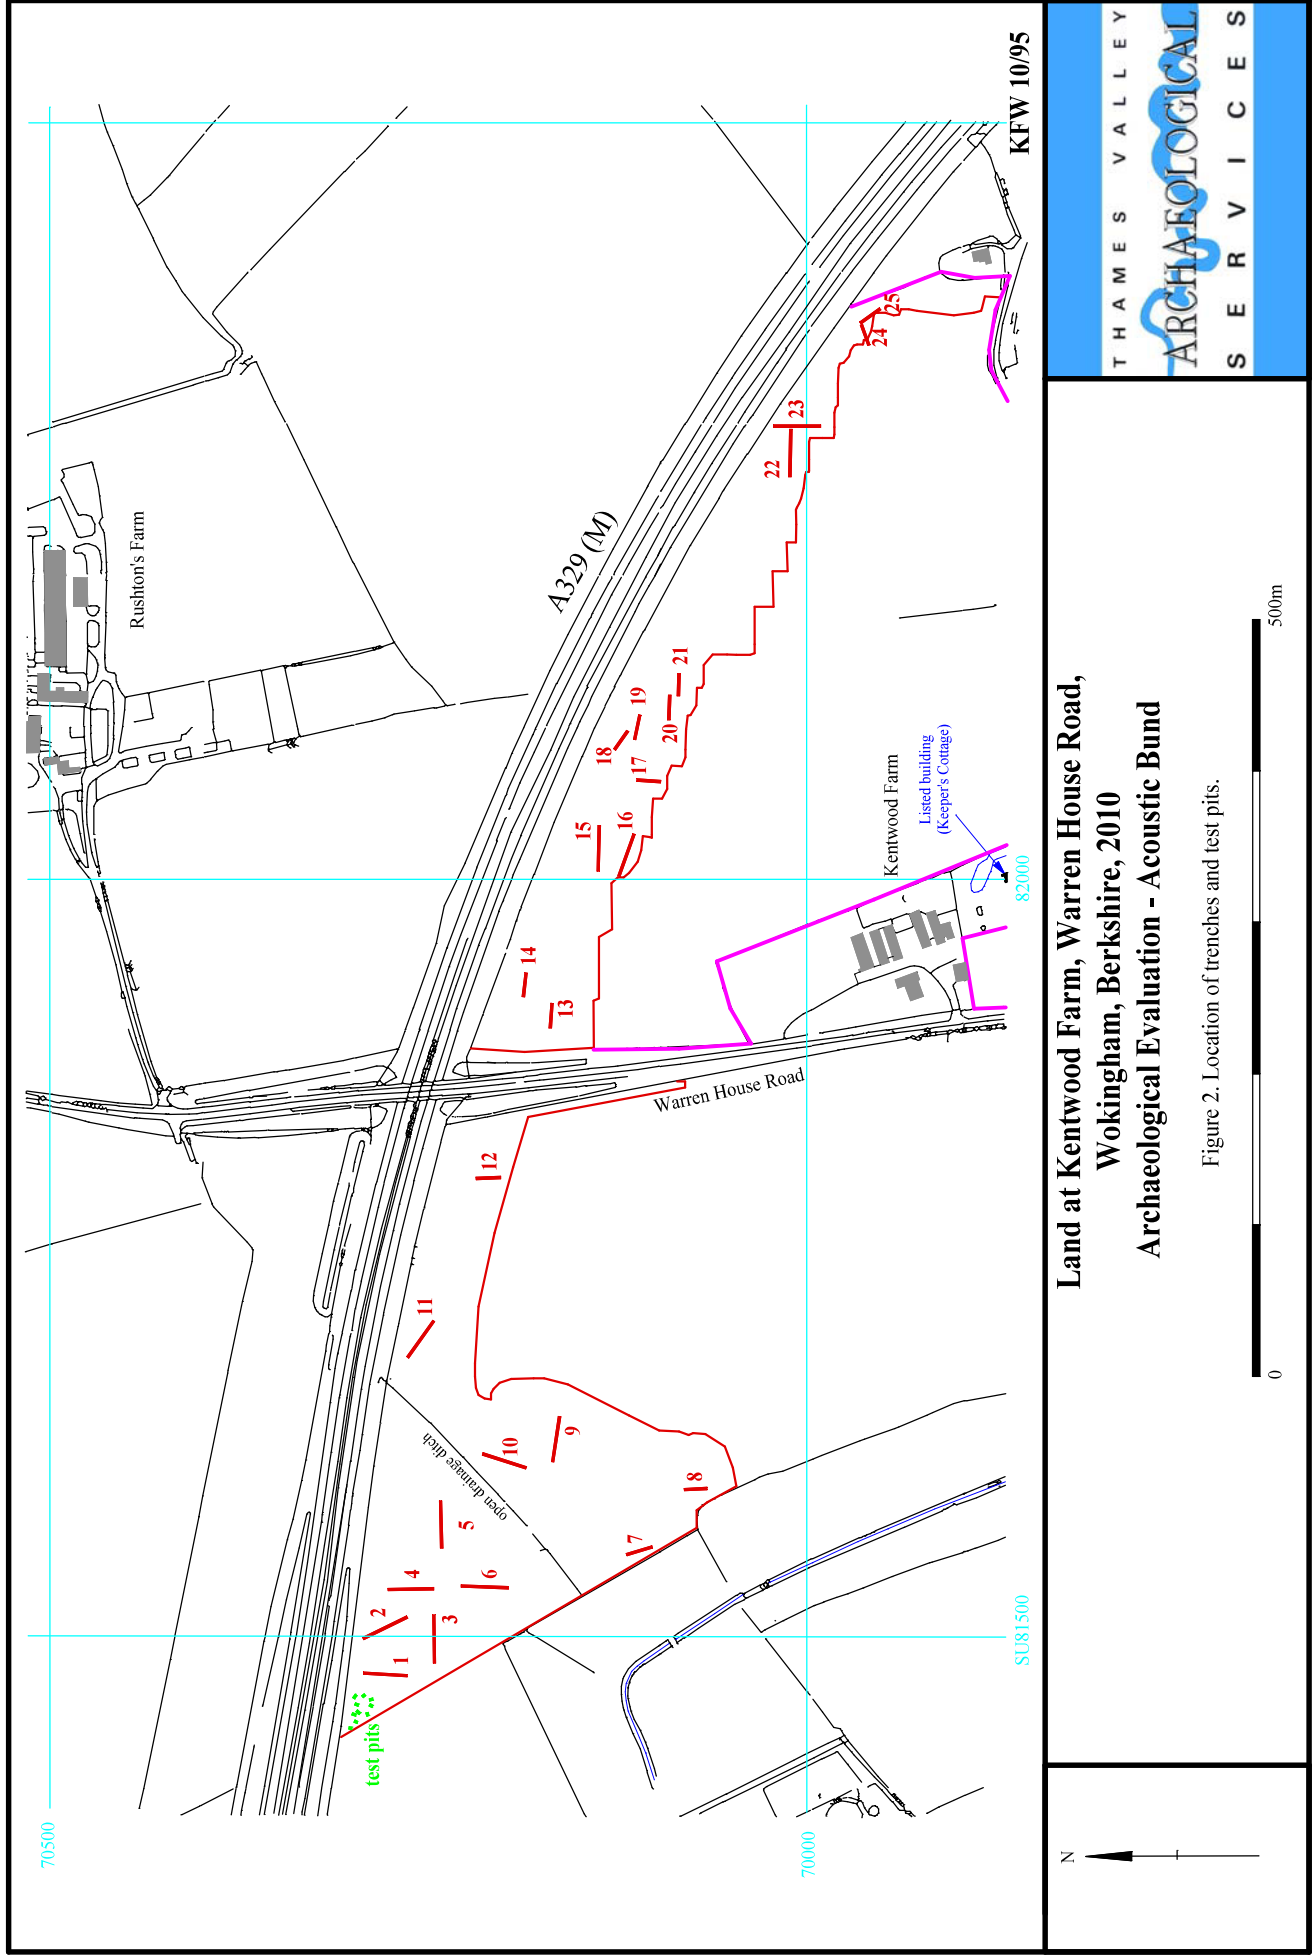 70500
70000
SU81500
82000
Rushton's Farm
A329 (M)
test pits
1
2
3
4
5
6
7
8
9
10
11
12
13
14
15
16
17
18
19
20
21
22
23
24
25
open drainage ditch
Warren House Road
Kentwood Farm
Listed building
(Keeper's Cottage)
KFW 10/95
N
Land at Kentwood Farm, Warren House Road,
Wokingham, Berkshire, 2010
Archaeological Evaluation - Acoustic Bund
Figure 2. Location of trenches and test pits.
0
500m
THAMES VALLEY
ARCHAEOLOGICAL
SERVICES